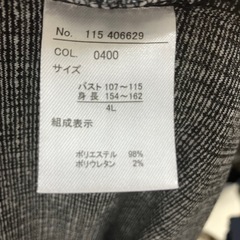 No. 115 406629
COL. 0400
サイズ
バスト 107~115
身長 154~162
4L
組成表示
ポリエステル 98%
ポリウレタン 2%